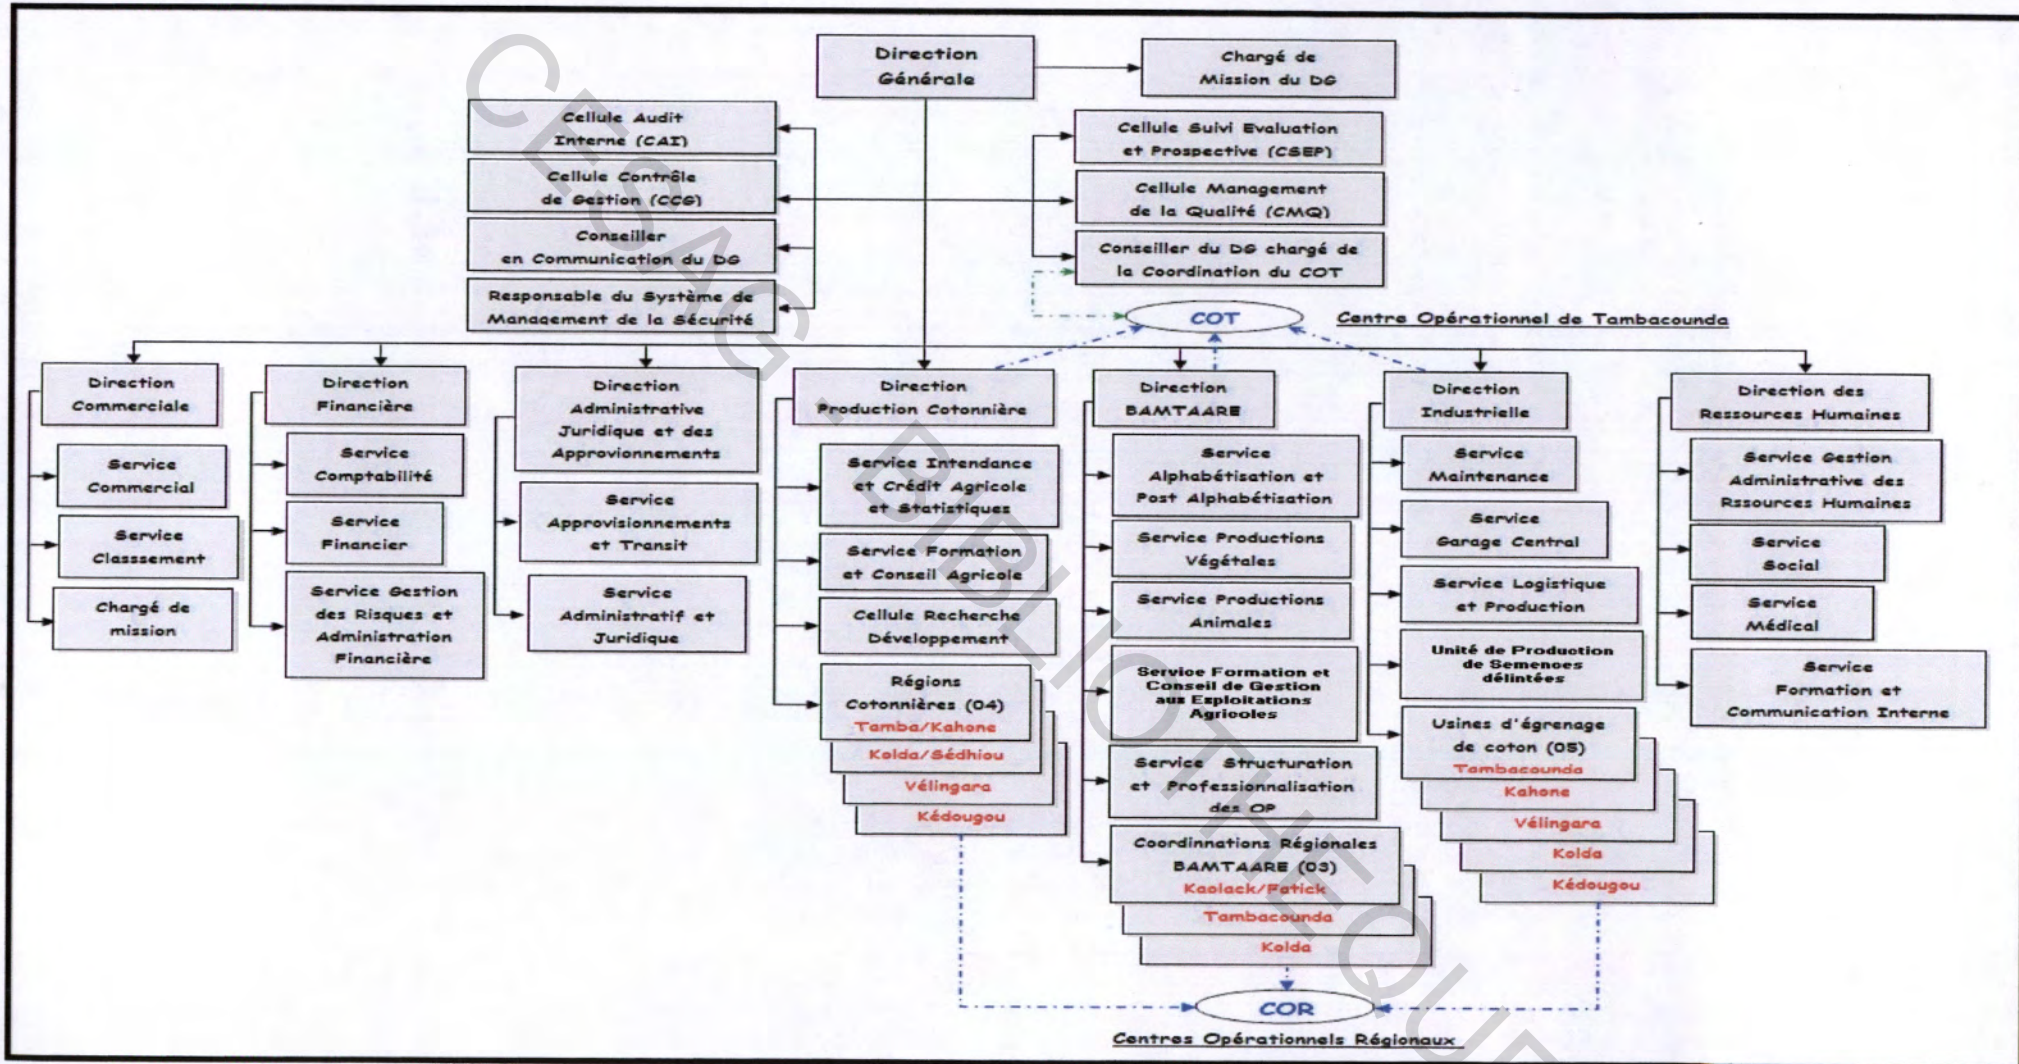 Direction
Générale
Chargé de
Mission du DG
Cellule Audit
Interne (CAI)
Cellule Contrôle
de Gestion (CCG)
Conseiller
en Communication du DG
Responsable du Système de
Management de la Sécurité
Cellule Suivi Evaluation
et Prospective (CSEP)
Cellule Management
de la Qualité (CMQ)
Conseiller du DG chargé de
la Coordination du COT
COT
Centre Opérationnel de Tambacounda
Direction
Commerciale
Service
Commercial
Service
Classsement
Chargé de
mission
Direction
Financière
Service
Comptabilité
Service
Financier
Service Gestion
des Risques et
Administration
Financière
Direction
Administrative
Juridique et des
Approvionnements
Service
Approvisionnements
et Transit
Service
Administratif et
Juridique
Direction
Production Cotonnière
Service Intendance
et Crédit Agricole
et Statistiques
Service Formation
et Conseil Agricole
Cellule Recherche
Développement
Régions
Cotonnières (04)
Tamba/Kahone
Kolda/Sédhiou
Vélingara
Kédougou
Direction
BAMTAARE
Service
Alphabétisation et
Post Alphabétisation
Service Productions
Végétales
Service Productions
Animales
Service Formation et
Conseil de Gestion
aux Exploitations
Agricoles
Service Structuration
et Professionnalisation
des OP
Coordinnations Régionales
BAMTAARE (03)
Kaolack/Fatick
Tambacounda
Kolda
Direction
Industrielle
Service
Maintenance
Service
Garage Central
Service Logistique
et Production
Unité de Production
de Semences
délintées
Usines d'égrenage
de coton (05)
Tambacounda
Kahone
Vélingara
Kolda
Kédougou
Direction des
Ressources Humaines
Service Gestion
Administrative des
Rssources Humaines
Service
Social
Service
Médical
Service
Formation et
Communication Interne
COR
Centres Opérationnels Régionaux
CESAG - BIBLIOTHEQUE